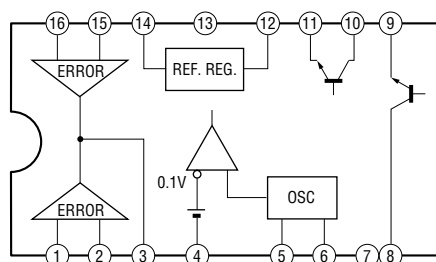 16 15 14 13 12 11 10 9
ERROR
REF. REG.
0.1V
ERROR
OSC
1 2 3 4 5 6 7 8